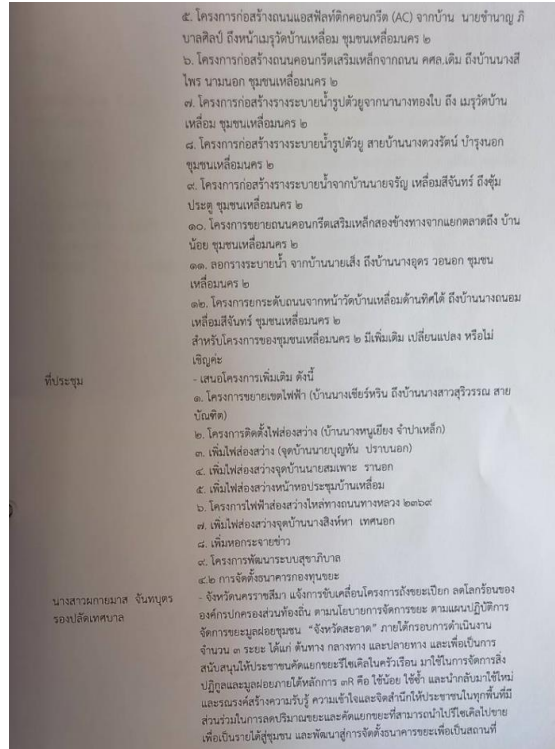 ๕. โครงการก่อสร้างถนนแอสฟัลท์ติกคอนกรีต (AC) จากบ้าน นายชำนาญ ภิ
บาลศิลป์ ถึงหน้าเมรุวัดบ้านเหลื่อม ชุมชนเหลื่อมนคร ๒
๖. โครงการก่อสร้างถนนคอนกรีตเสริมเหล็กจากถนน คศล.เดิม ถึงบ้านนางสี
ไพร นามนอก ชุมชนเหลื่อมนคร ๒
๗. โครงการก่อสร้างรางระบายน้ำรูปตัวยูจากนานางทองใบ ถึง เมรุวัดบ้าน
เหลื่อม ชุมชนเหลื่อมนคร ๒
๘. โครงการก่อสร้างรางระบายน้ำรูปตัวยู สายบ้านนางดวงรัตน์ บำรุงนอก
ชุมชนเหลื่อมนคร ๒
๙. โครงการก่อสร้างรางระบายน้ำจากบ้านนายจรัญ เหลื่อมสีจันทร์ ถึงซุ้ม
ประตู ชุมชนเหลื่อมนคร ๒
๑๐. โครงการขยายถนนคอนกรีตเสริมเหล็กสองข้างทางจากแยกตลาดถึง บ้าน
น้อย ชุมชนเหลื่อมนคร ๒
๑๑. ลอกรางระบายน้ำ จากบ้านนายเส็ง ถึงบ้านนางอุดร วอนอก ชุมชน
เหลื่อมนคร ๒
๑๒. โครงการยกระดับถนนจากหน้าวัดบ้านเหลื่อมด้านทิศใต้ ถึงบ้านนางถนอม
เหลื่อมสีจันทร์ ชุมชนเหลื่อมนคร ๒
สำหรับโครงการของชุมชนเหลื่อมนคร ๒ มีเพิ่มเติม เปลี่ยนแปลง หรือไม่
เชิญค่ะ
ที่ประชุม - เสนอโครงการเพิ่มเติม ดังนี้
๑. โครงการขยายเขตไฟฟ้า (บ้านนางเชียร์หริน ถึงบ้านนางสาวสุริวรรณ สาย
บัณฑิต)
๒. โครงการติดตั้งไฟส่องสว่าง (บ้านนางหนูเยียง จำปาเหล็ก)
๓. เพิ่มไฟส่องสว่าง (จุดบ้านนายบุญทัน ปราบนอก)
๔. เพิ่มไฟส่องสว่างจุดบ้านนายสมเพาะ รานอก
๕. เพิ่มไฟส่องสว่างหน้าหอประชุมบ้านเหลื่อม
๖. โครงการไฟฟ้าส่องสว่างไหล่ทางถนนทางหลวง ๒๓๖๙
๗. เพิ่มไฟส่องสว่างจุดบ้านนางสิงห์หา เทศนอก
๘. เพิ่มหอกระจายข่าว
๙. โครงการพัฒนาระบบสุขาภิบาล
๔.๒ การจัดตั้งธนาคารกองทุนขยะ
นางสาวผกายมาส จันทบุตร - จังหวัดนครราชสีมา แจ้งการขับเคลื่อนโครงการถังขยะเปียก ลดโลกร้อนของ
รองปลัดเทศบาล องค์กรปกครองส่วนท้องถิ่น ตามนโยบายการจัดการขยะ ตามแผนปฏิบัติการ
จัดการขยะมูลฝอยชุมชน "จังหวัดสะอาด" ภายใต้กรอบการดำเนินงาน
จำนวน ๓ ระยะ ได้แก่ ต้นทาง กลางทาง และปลายทาง และเพื่อเป็นการ
สนับสนุนให้ประชาชนคัดแยกขยะรีไซเคิลในครัวเรือน มาใช้ในการจัดการสิ่ง
ปฏิกูลและมูลฝอยภายใต้หลักการ ๓R คือ ใช้น้อย ใช้ซ้ำ และนำกลับมาใช้ใหม่
และรณรงค์สร้างความรับรู้ ความเข้าใจและจิตสำนึกให้ประชาชนในทุกพื้นที่มี
ส่วนร่วมในการลดปริมาณขยะและคัดแยกขยะที่สามารถนำไปรีไซเคิลไปขาย
เพื่อเป็นรายได้สู่ชุมชน และพัฒนาสู่การจัดตั้งธนาคารขยะเพื่อเป็นสถานที่